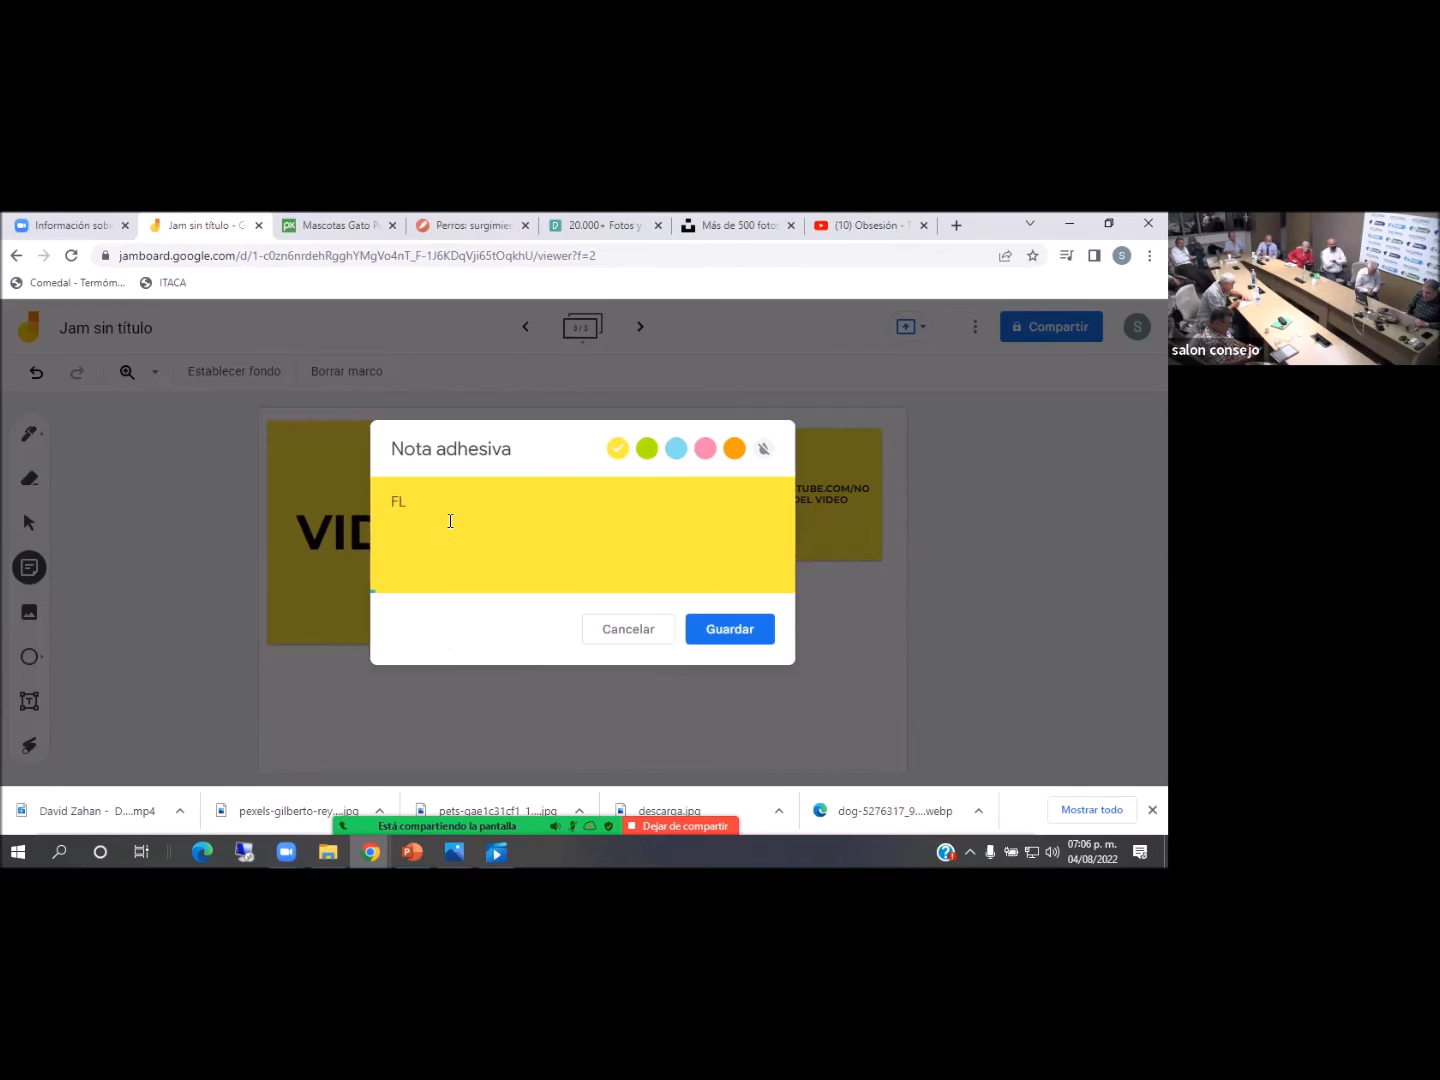 Información sob
Jam sin título - G
Mascotas Gato P
Perros: surgimien
20.000+ Fotos y
Más de 500 foto
(10) Obsesión - T
jamboard.google.com/d/1-c0zn6nrdehRgghYMgVo4nT_F-1J6KDqVji65tOqkhU/viewer?f=2
Comedal - Termóm...
ITACA
salon consejo
Jam sin título
3 / 3
Compartir
S
Establecer fondo
Borrar marco
Nota adhesiva
FL
VID
TUBE.COM/NO
DEL VIDEO
Cancelar
Guardar
David Zahan - D....mp4
pexels-gilberto-rey....jpg
pets-gae1c31cf1_1....jpg
descarga.jpg
dog-5276317_9....webp
Mostrar todo
Está compartiendo la pantalla
Dejar de compartir
07:06 p. m.
04/08/2022